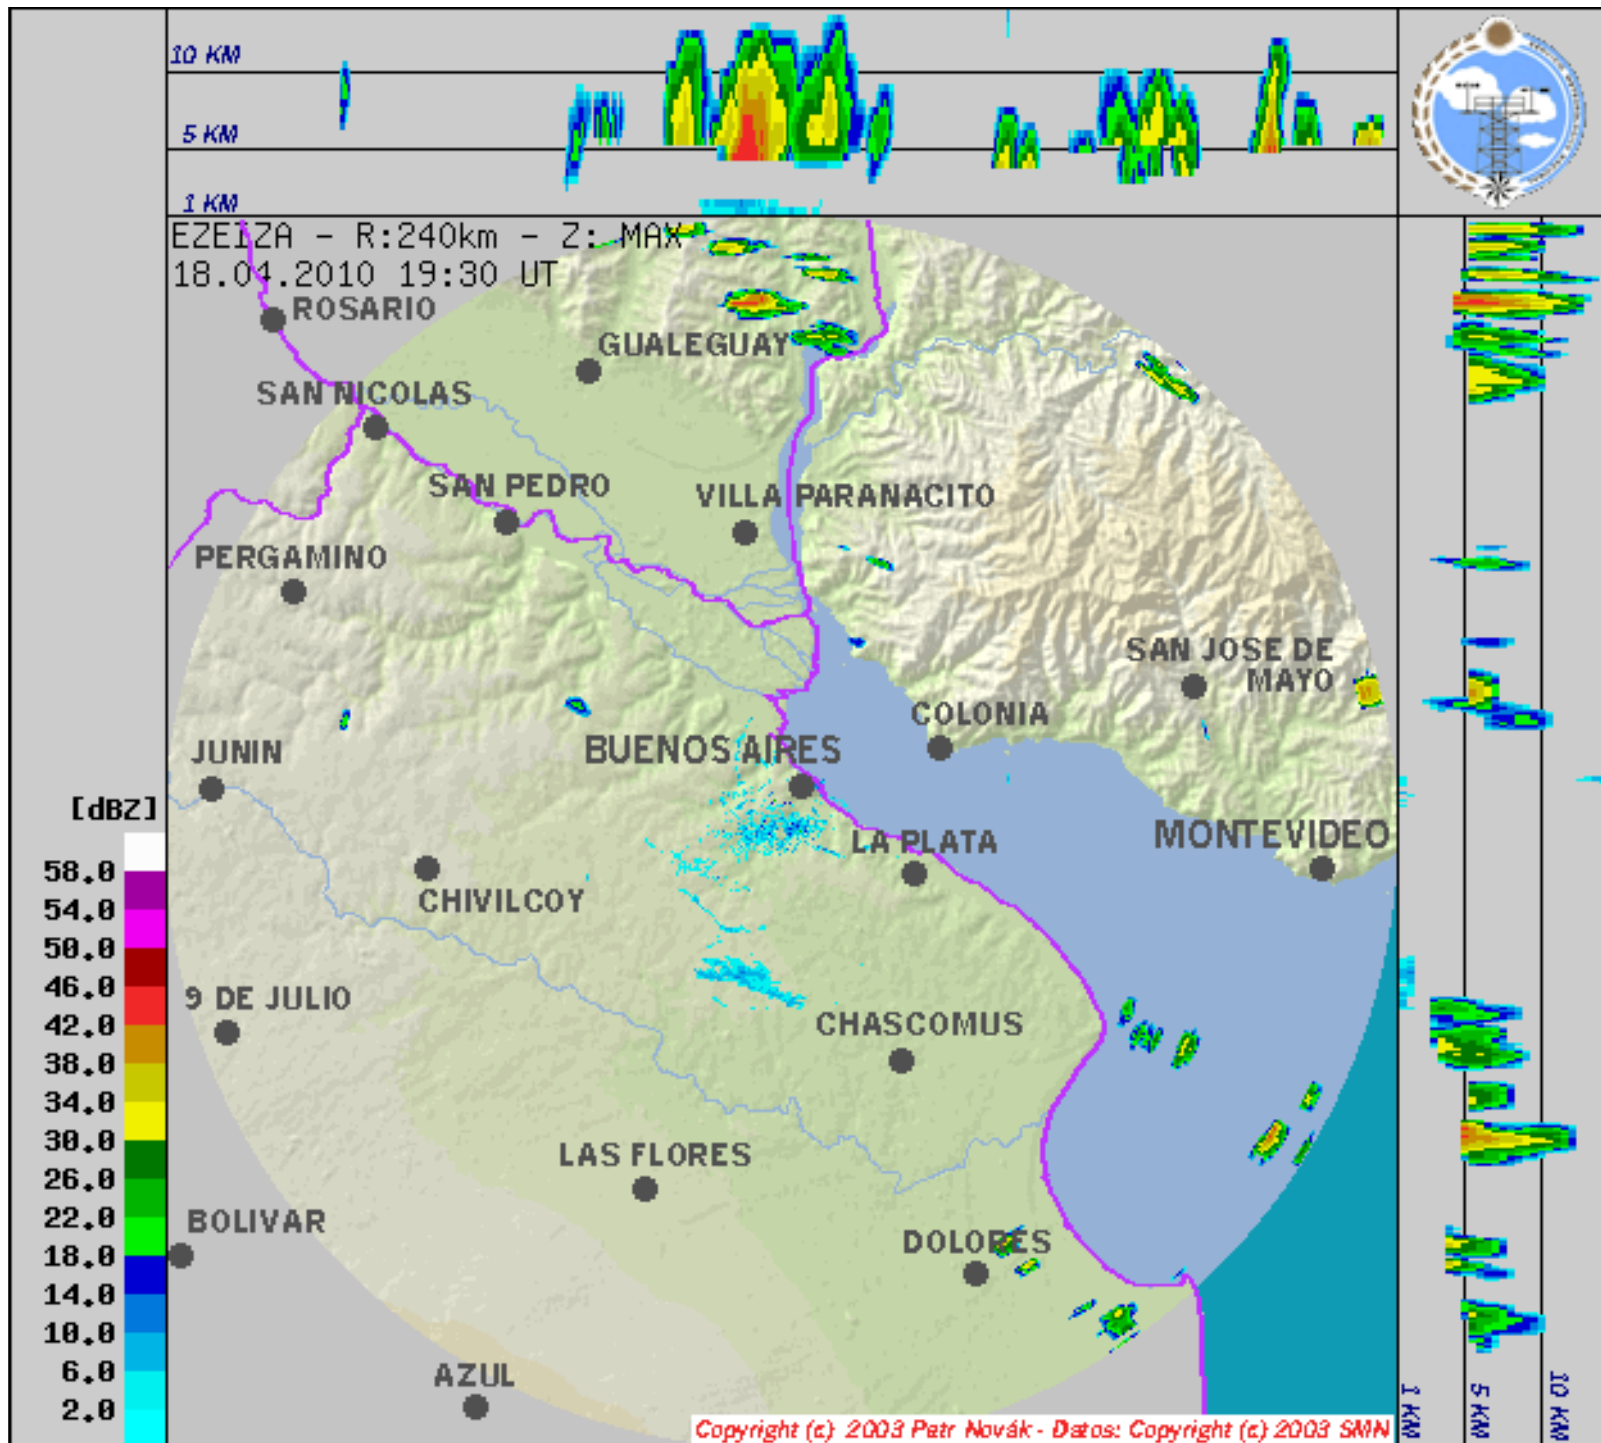 10 KM
5 KM
1 KM
EZEIZA - R:240km - Z: MAX
18.04.2010 19:30 UT
ROSARIO
GUALEGUAY
SAN NICOLAS
SAN PEDRO
VILLA PARANACITO
PERGAMINO
SAN JOSE DE
MAYO
COLONIA
JUNIN
BUENOS AIRES
[dBZ]
LA PLATA
MONTEVIDEO
58.0
54.0
50.0
46.0
42.0
38.0
34.0
30.0
26.0
22.0
18.0
14.0
10.0
6.0
2.0
CHIVILCOY
9 DE JULIO
CHASCOMUS
LAS FLORES
BOLIVAR
DOLORES
AZUL
1 KM
5 KM
10 KM
Copyright (c) 2003 Petr Novák - Datos: Copyright (c) 2003 SMN